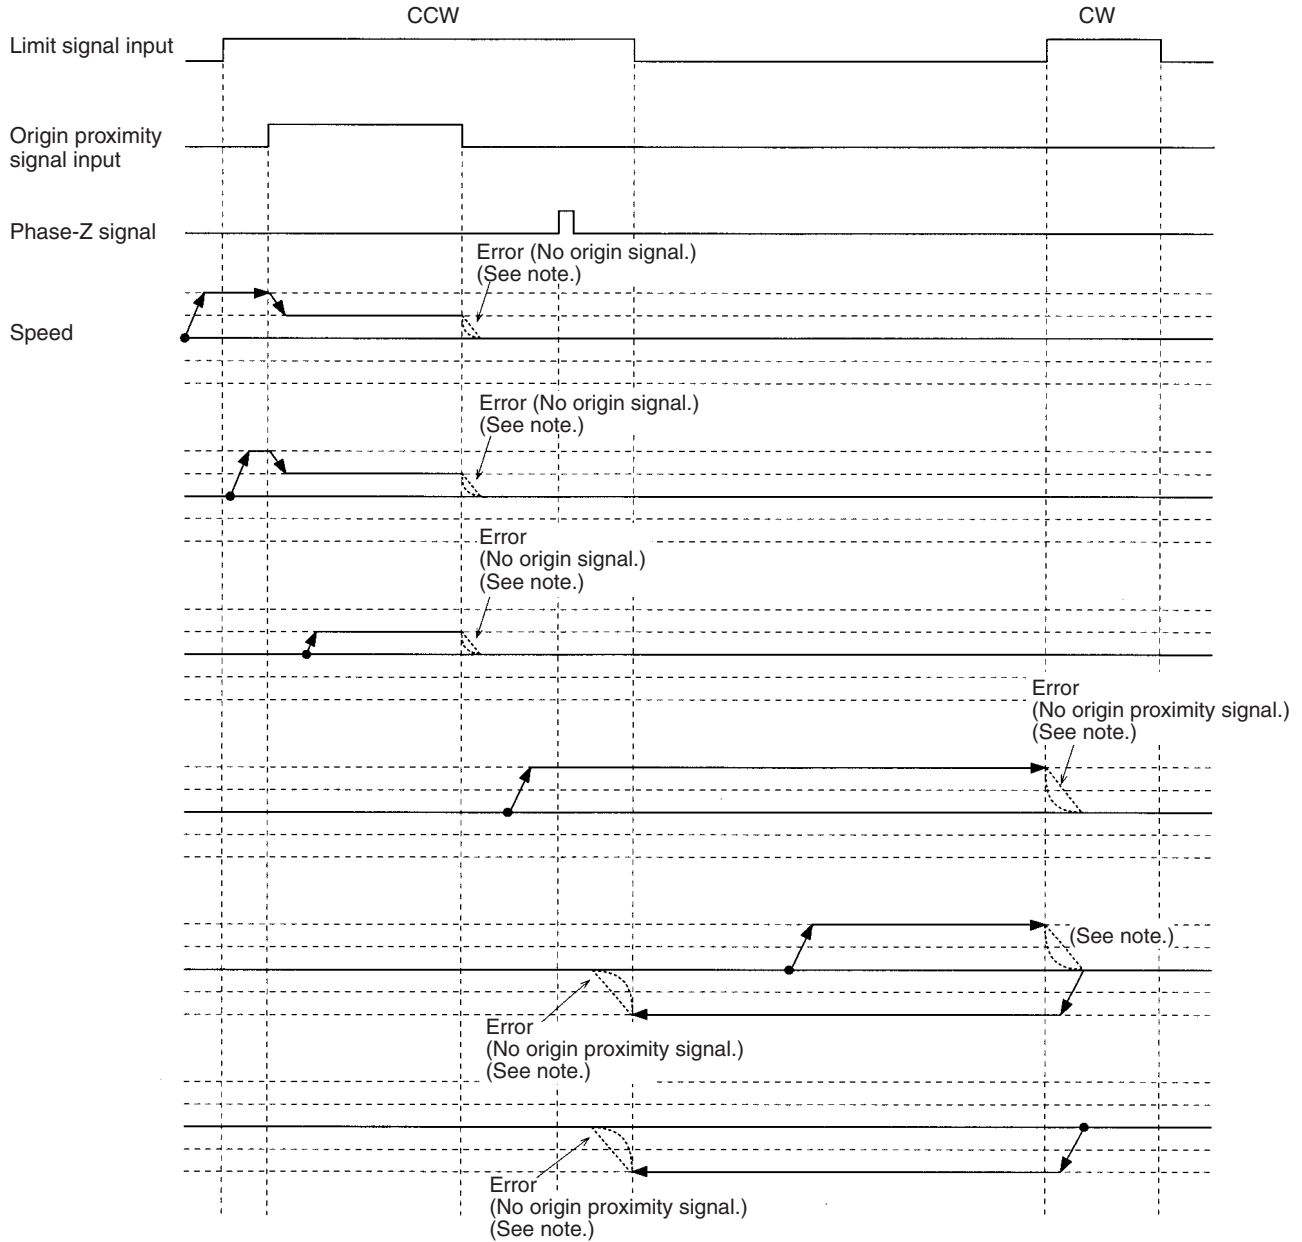 CCW
CW
Limit signal input
Origin proximity
signal input
Phase-Z signal
Error (No origin signal.)
(See note.)
Speed
Error (No origin signal.)
(See note.)
Error
(No origin signal.)
(See note.)
Error
(No origin proximity signal.)
(See note.)
(See note.)
Error
(No origin proximity signal.)
(See note.)
Error
(No origin proximity signal.)
(See note.)